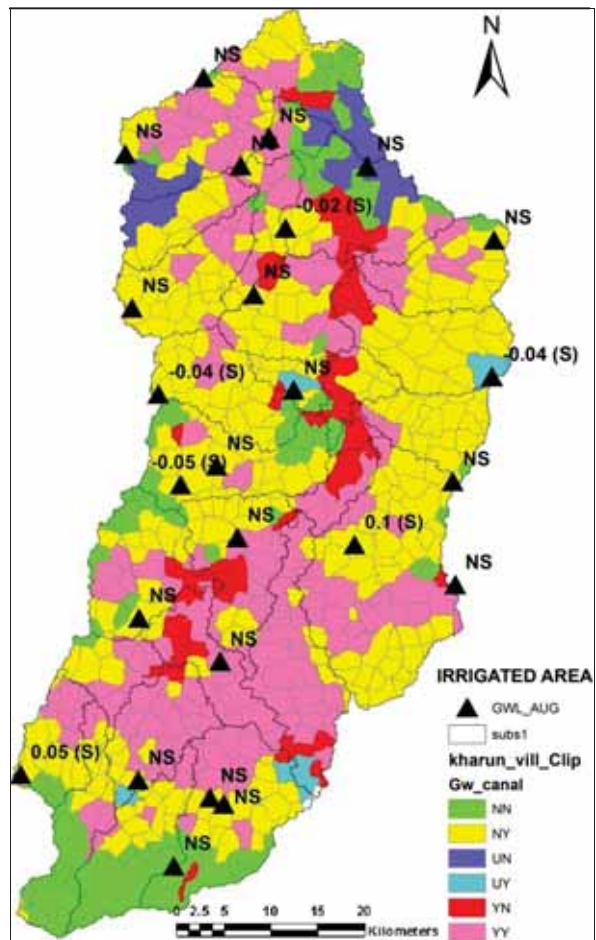 N
NS
NS
NS
NS
NS
-0.02 (S)
NS
NS
NS
-0.04 (S)
-0.04 (S)
NS
NS
-0.05 (S)
NS
NS
0.1 (S)
NS
NS
NS
0.05 (S)
NS
NS
NS
NS
IRRIGATED AREA
GWL_AUG
subs1
kharun_vill_Clip
Gw_canal
NN
NY
UN
UY
YN
YY
0 2.5 5 10 15 20
Kilometers